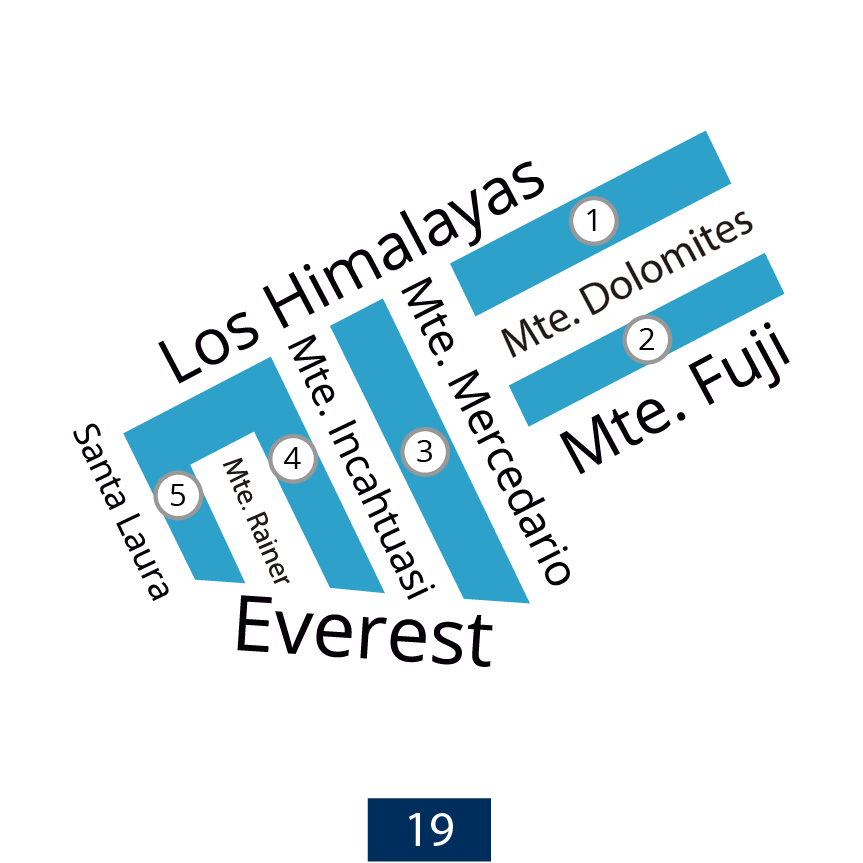 Los Himalayas
1
Mte. Dolomites
2
Mte. Fuji
Mte. Mercedario
3
Mte. Incahtuasi
4
Mte. Rainer
5
Santa Laura
Everest
19